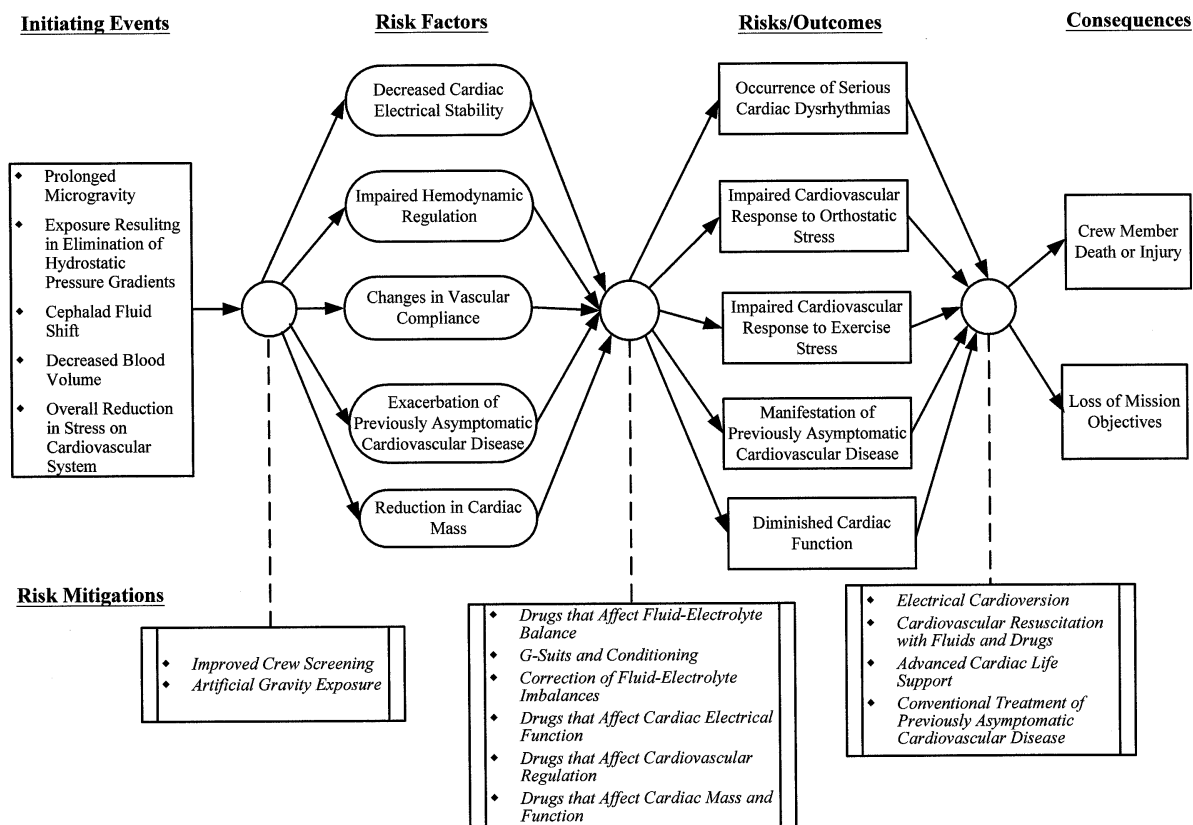 Initiating Events
Risk Factors
Risks/Outcomes
Consequences
Decreased Cardiac
Electrical Stability
Occurrence of Serious
Cardiac Dysrhythmias
◆ Prolonged
Microgravity
◆ Exposure Resulitng
in Elimination of
Hydrostatic
Pressure Gradients
◆ Cephalad Fluid
Shift
◆ Decreased Blood
Volume
◆ Overall Reduction
in Stress on
Cardiovascular
System
Impaired Hemodynamic
Regulation
Changes in Vascular
Compliance
Exacerbation of
Previously Asymptomatic
Cardiovascular Disease
Reduction in Cardiac
Mass
Impaired Cardiovascular
Response to Orthostatic
Stress
Impaired Cardiovascular
Response to Exercise
Stress
Manifestation of
Previously Asymptomatic
Cardiovascular Disease
Diminished Cardiac
Function
Crew Member
Death or Injury
Loss of Mission
Objectives
Risk Mitigations
◆ Improved Crew Screening
◆ Artificial Gravity Exposure
◆ Drugs that Affect Fluid-Electrolyte
Balance
◆ G-Suits and Conditioning
◆ Correction of Fluid-Electrolyte
Imbalances
◆ Drugs that Affect Cardiac Electrical
Function
◆ Drugs that Affect Cardiovascular
Regulation
◆ Drugs that Affect Cardiac Mass and
Function
◆ Electrical Cardioversion
◆ Cardiovascular Resuscitation
with Fluids and Drugs
◆ Advanced Cardiac Life
Support
◆ Conventional Treatment of
Previously Asymptomatic
Cardiovascular Disease